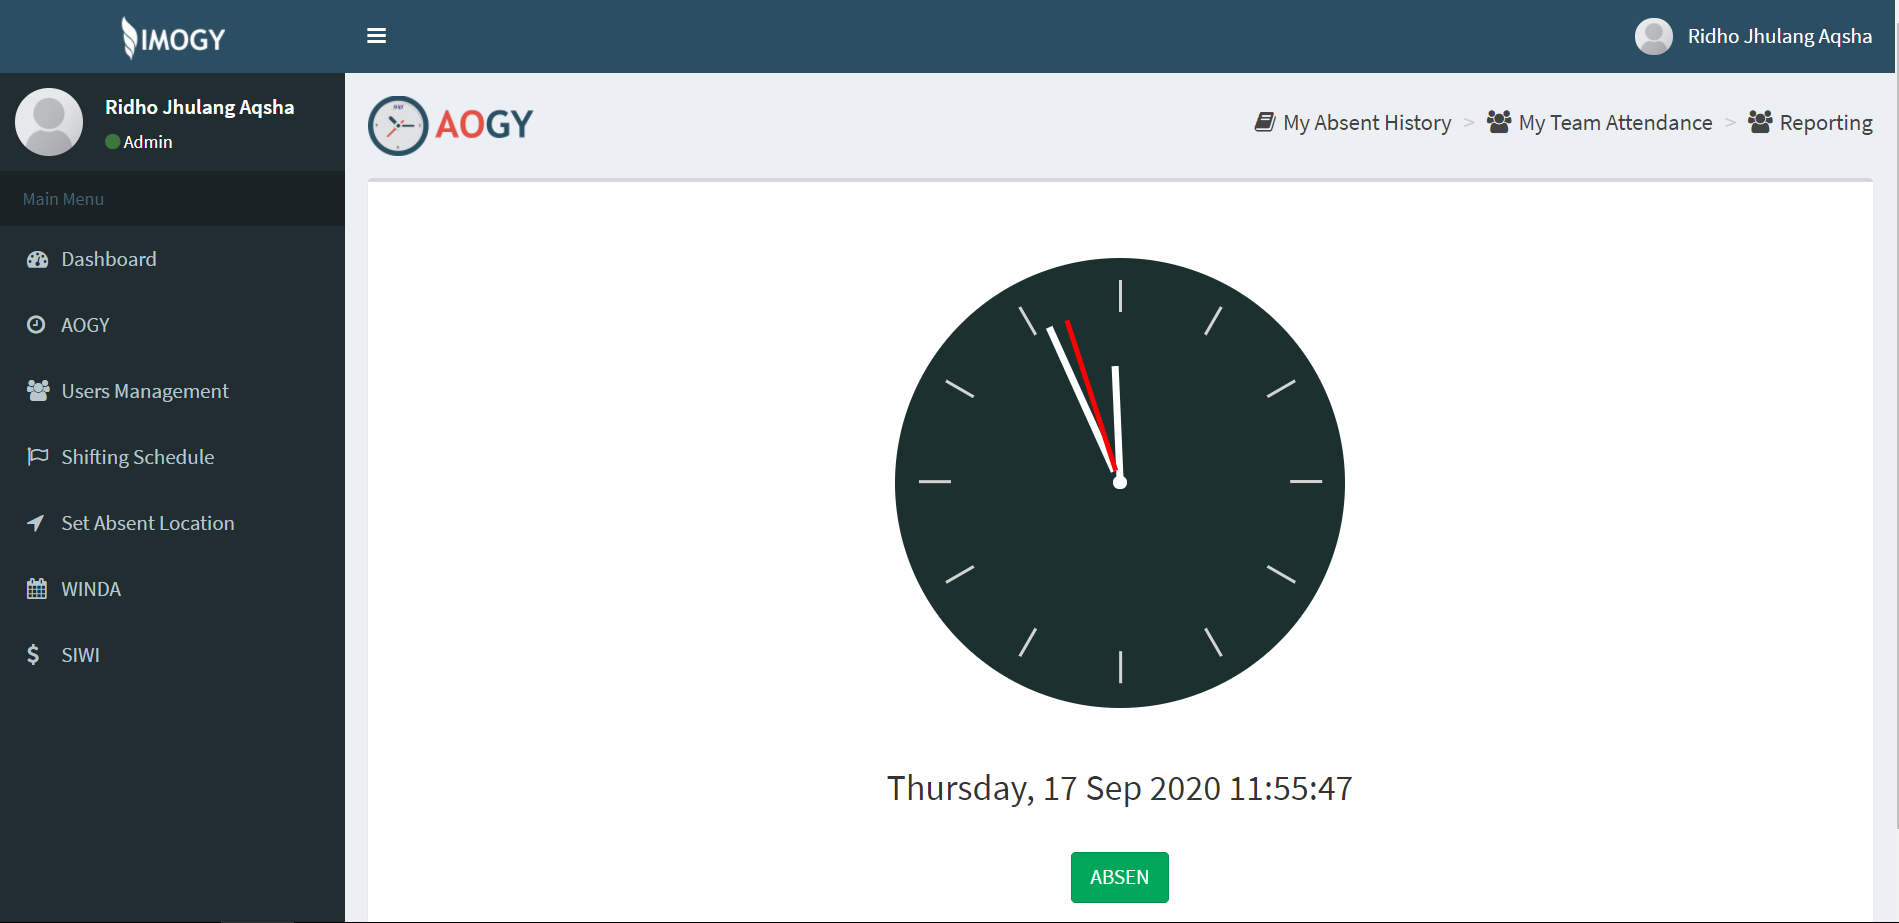 IMOGY
Ridho Jhulang Aqsha
Ridho Jhulang Aqsha
Admin
Main Menu
Dashboard
AOGY
Users Management
Shifting Schedule
Set Absent Location
WINDA
SIWI
AOGY
My Absent History > My Team Attendance > Reporting
Thursday, 17 Sep 2020 11:55:47
ABSEN